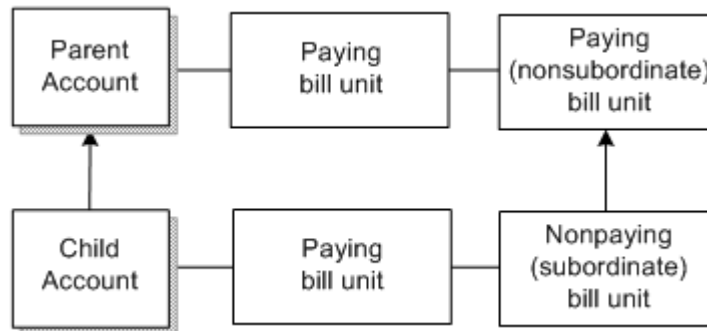 Parent
Account
Paying
bill unit
Paying
(nonsubordinate)
bill unit
Child
Account
Paying
bill unit
Nonpaying
(subordinate)
bill unit